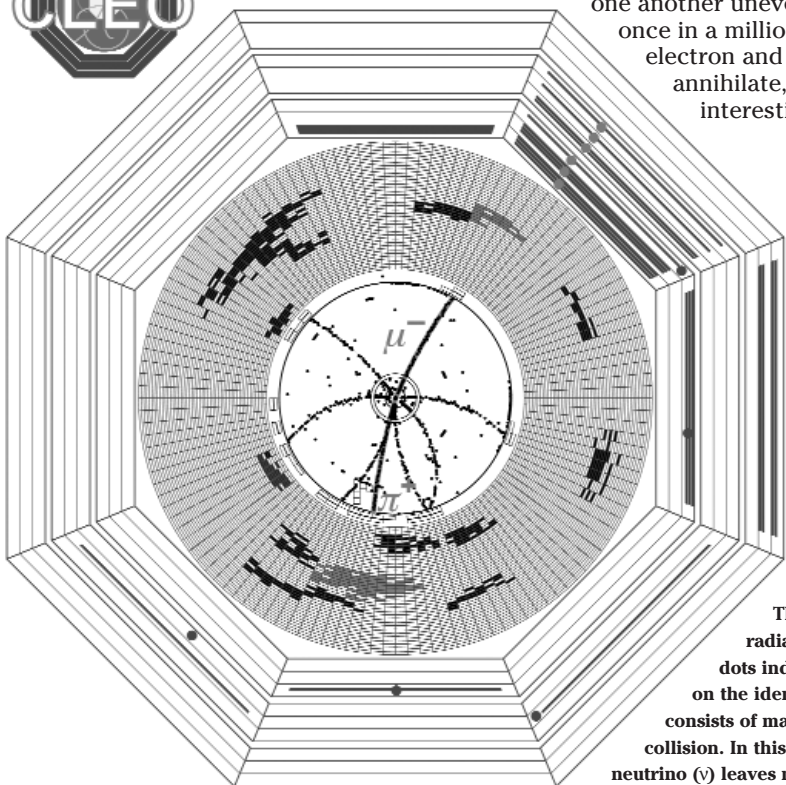 CLEO
one another uneve
once in a million
electron and
annihilate,
interesti
μ⁻
π⁺
Th
radia
dots ind
on the iden
consists of ma
collision. In this
neutrino (ν) leaves n